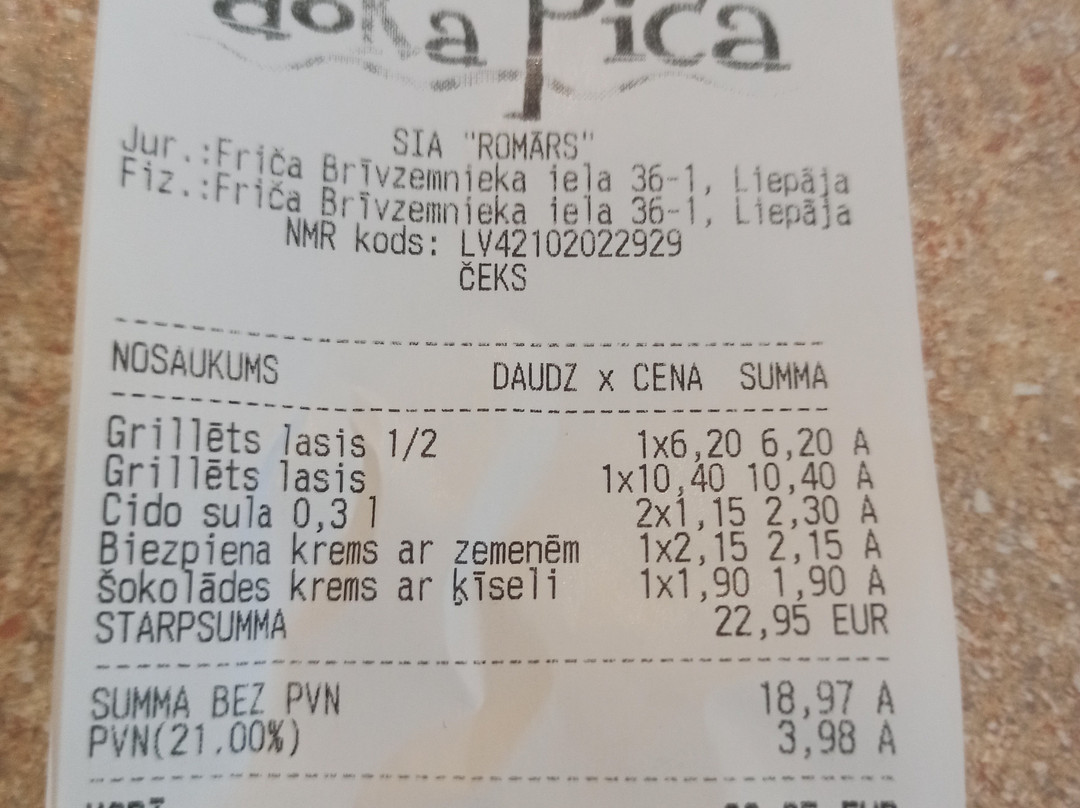 doka pica
SIA "ROMĀRS"
Jur.:Friča Brīvzemnieka iela 36-1, Liepāja
Fiz.:Friča Brīvzemnieka iela 36-1, Liepāja
NMR kods: LV42102022929
ČEKS
NOSAUKUMS DAUDZ x CENA SUMMA
Grillēts lasis 1/2 1x6,20 6,20 A
Grillēts lasis 1x10,40 10,40 A
Cido sula 0,3 l 2x1,15 2,30 A
Biezpiena krems ar zemenēm 1x2,15 2,15 A
šokolādes krems ar ķīseli 1x1,90 1,90 A
STARPSUMMA 22,95 EUR
SUMMA BEZ PVN 18,97 A
PVN(21.00%) 3,98 A